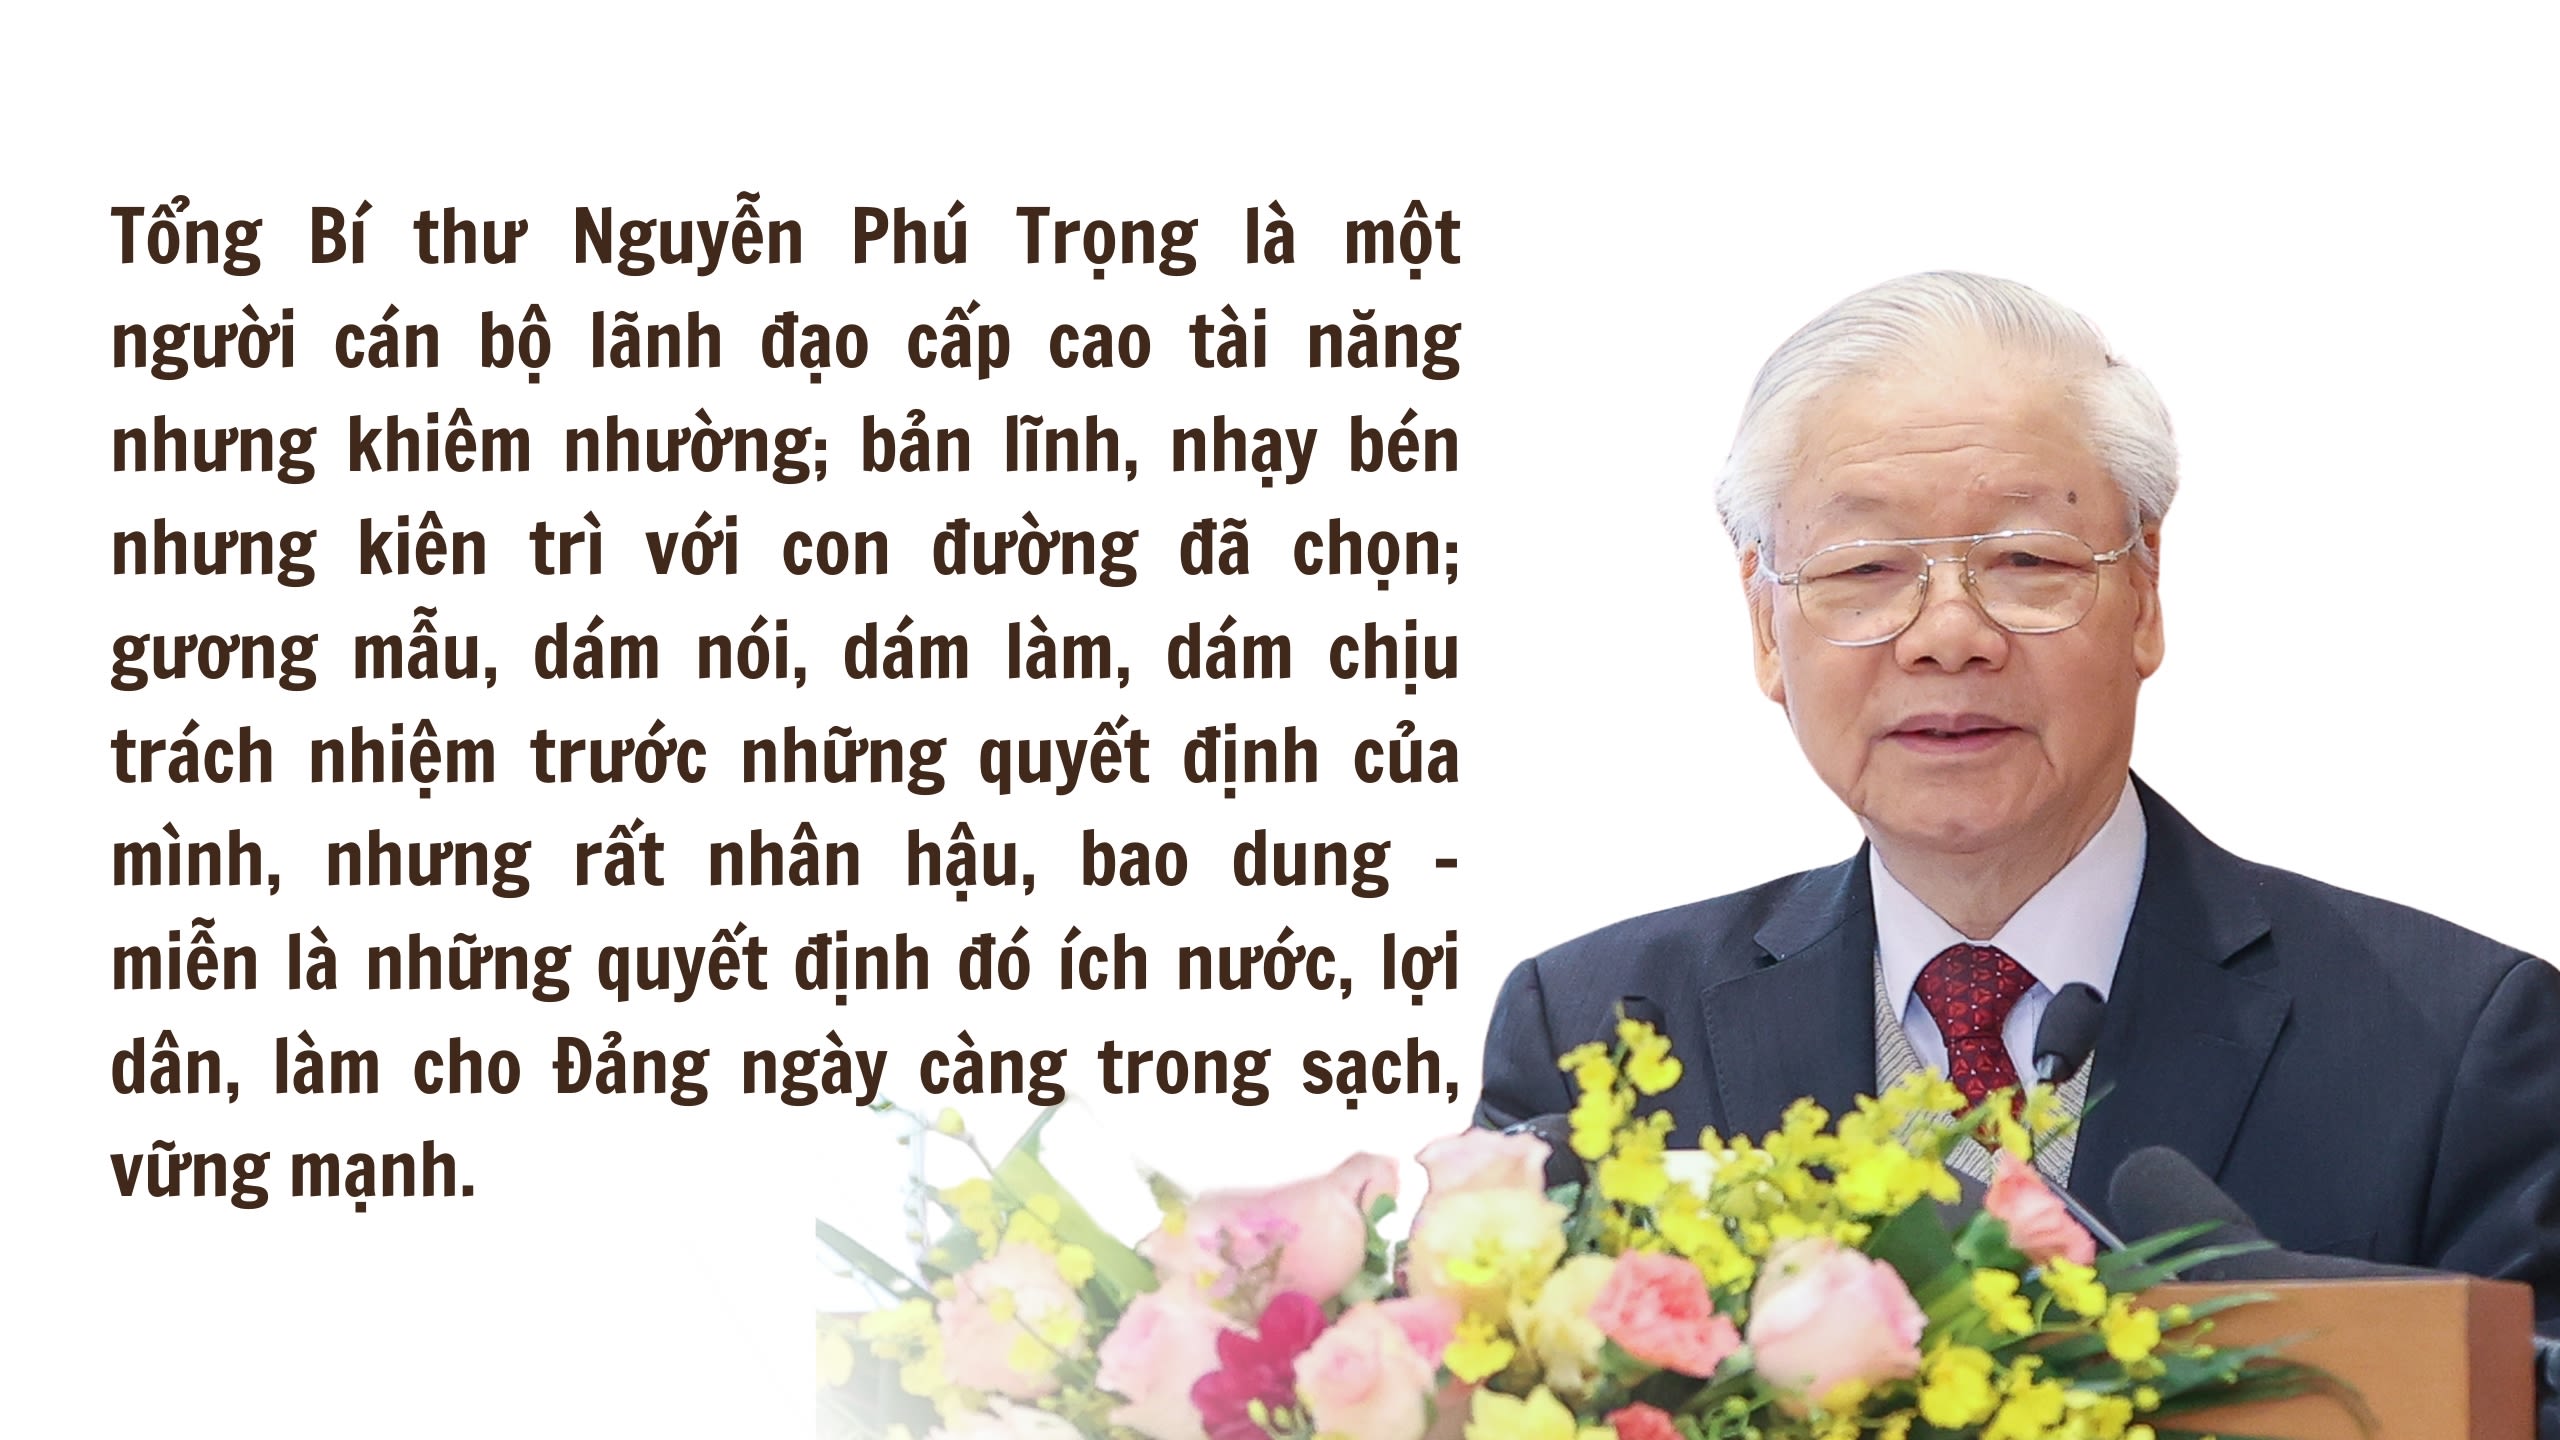 Tổng Bí thư Nguyễn Phú Trọng là một
người cán bộ lãnh đạo cấp cao tài năng
nhưng khiêm nhường; bản lĩnh, nhạy bén
nhưng kiên trì với con đường đã chọn;
gương mẫu, dám nói, dám làm, dám chịu
trách nhiệm trước những quyết định của
mình, nhưng rất nhân hậu, bao dung -
miễn là những quyết định đó ích nước, lợi
dân, làm cho Đảng ngày càng trong sạch,
vững mạnh.